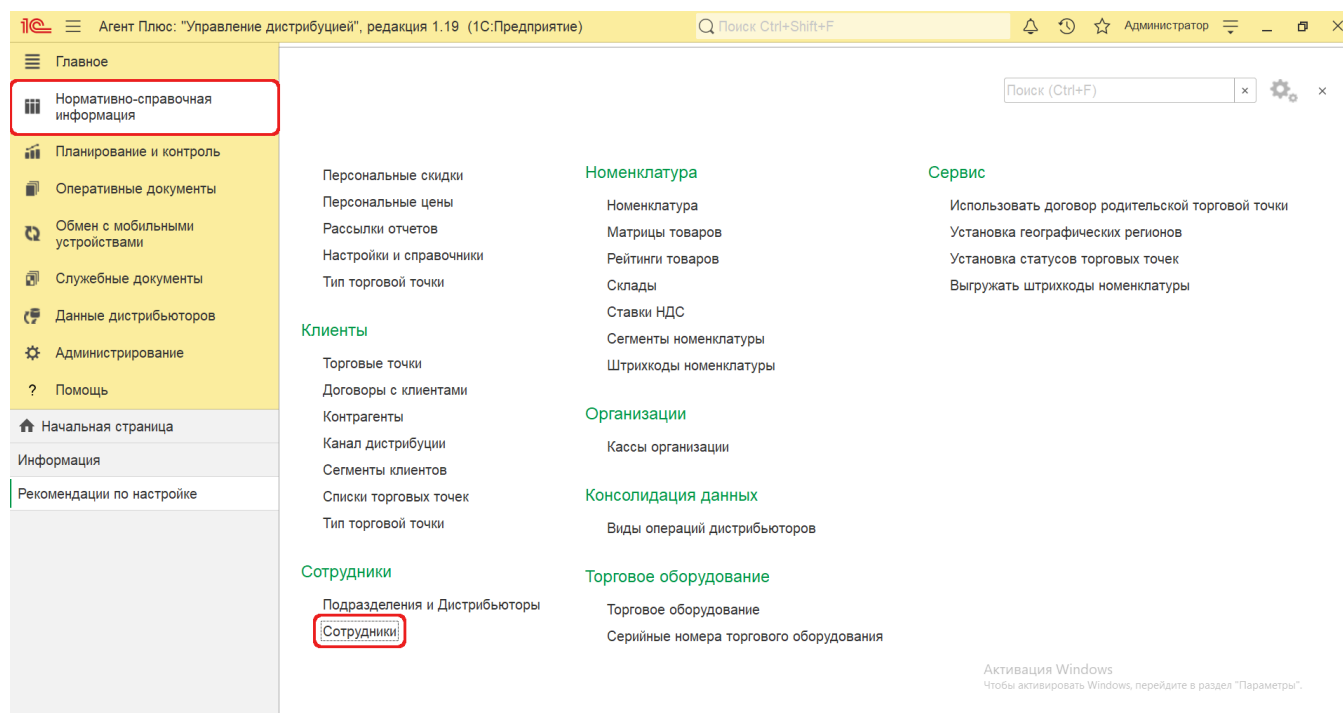 1С Агент Плюс: "Управление дистрибуцией", редакция 1.19 (1С:Предприятие)
Поиск Ctrl+Shift+F
Администратор
Главное
Нормативно-справочная
информация
Планирование и контроль
Оперативные документы
Обмен с мобильными
устройствами
Служебные документы
Данные дистрибьюторов
Администрирование
? Помощь
Начальная страница
Информация
Рекомендации по настройке
Поиск (Ctrl+F)
×
×
Персональные скидки
Персональные цены
Рассылки отчетов
Настройки и справочники
Тип торговой точки
Клиенты
Торговые точки
Договоры с клиентами
Контрагенты
Канал дистрибуции
Сегменты клиентов
Списки торговых точек
Тип торговой точки
Сотрудники
Подразделения и Дистрибьюторы
Сотрудники
Номенклатура
Номенклатура
Матрицы товаров
Рейтинги товаров
Склады
Ставки НДС
Сегменты номенклатуры
Штрихкоды номенклатуры
Организации
Кассы организации
Консолидация данных
Виды операций дистрибьюторов
Торговое оборудование
Торговое оборудование
Серийные номера торгового оборудования
Сервис
Использовать договор родительской торговой точки
Установка географических регионов
Установка статусов торговых точек
Выгружать штрихкоды номенклатуры
Активация Windows
Чтобы активировать Windows, перейдите в раздел "Параметры".